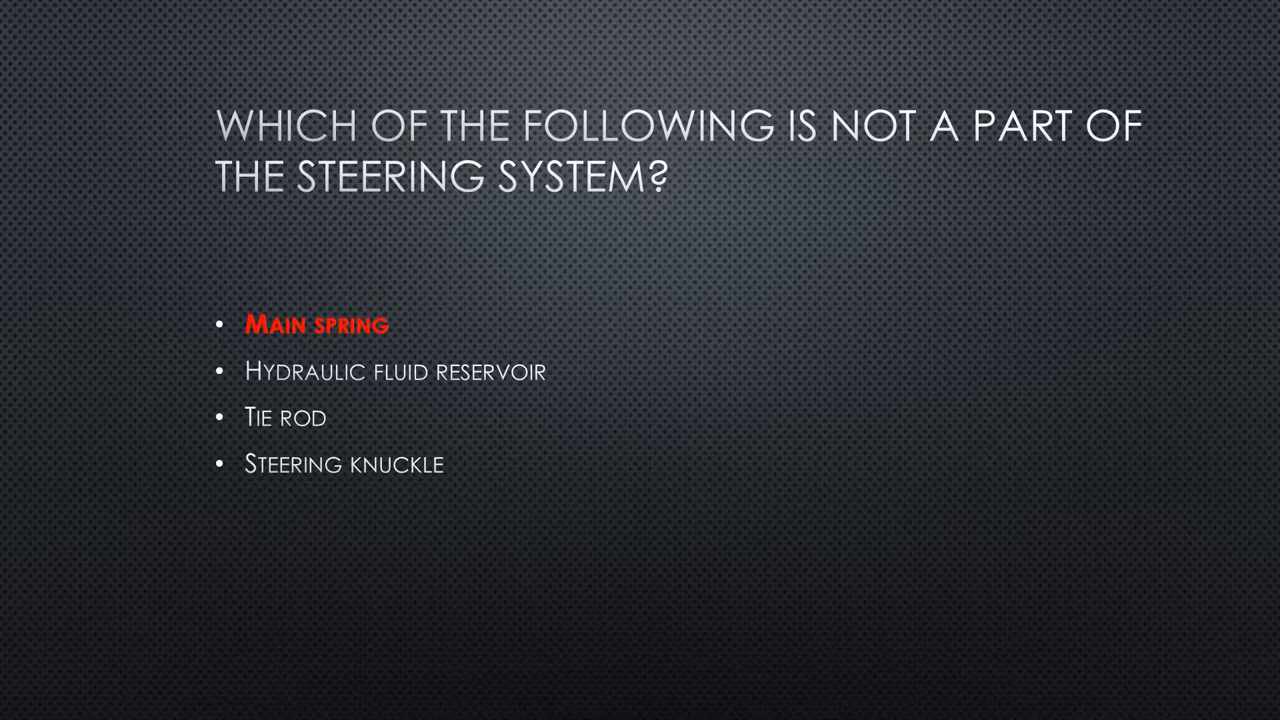 WHICH OF THE FOLLOWING IS NOT A PART OF
THE STEERING SYSTEM?
• MAIN SPRING
• HYDRAULIC FLUID RESERVOIR
• TIE ROD
• STEERING KNUCKLE